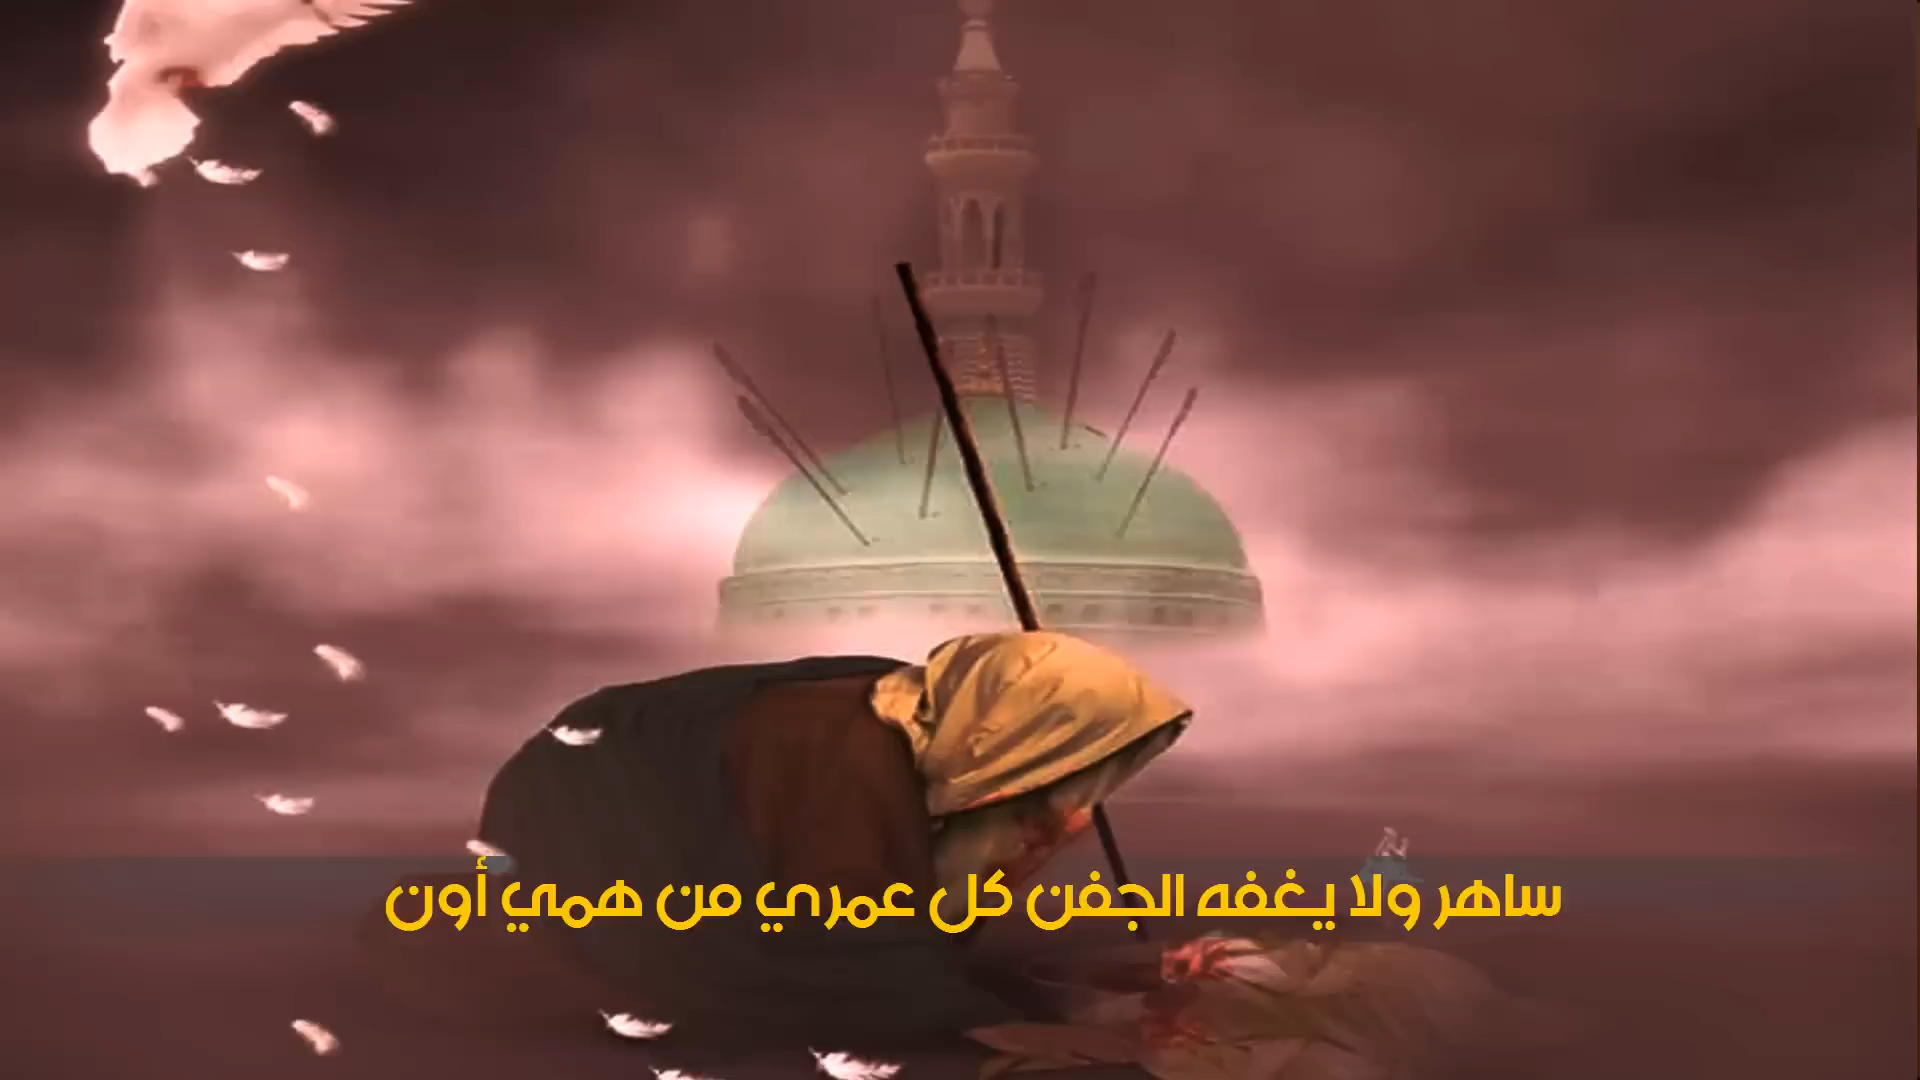 ساهر ولا يغفه الجفن كل عمري من همي أون